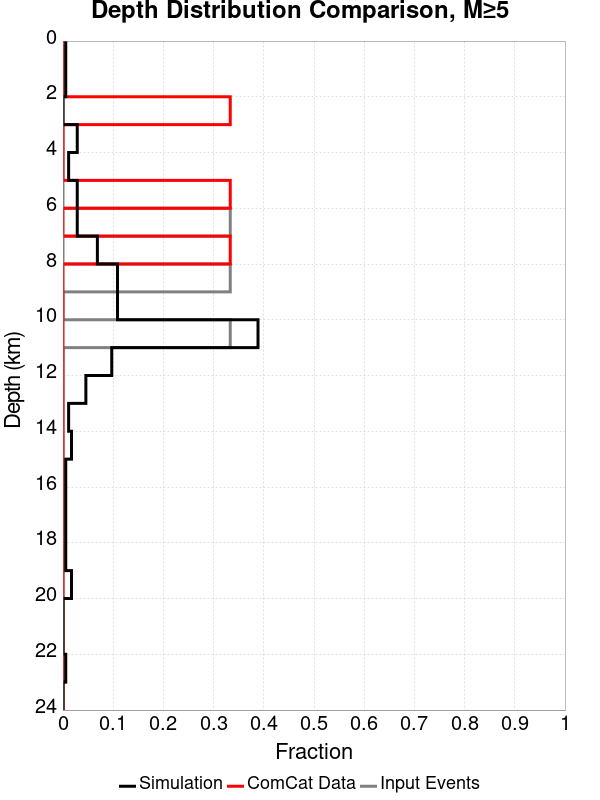 Depth Distribution Comparison, M≥5
0
2
4
6
8
10
12
14
16
18
20
22
24
Depth (km)
0 0.1 0.2 0.3 0.4 0.5 0.6 0.7 0.8 0.9 1
Fraction
Simulation ComCat Data Input Events